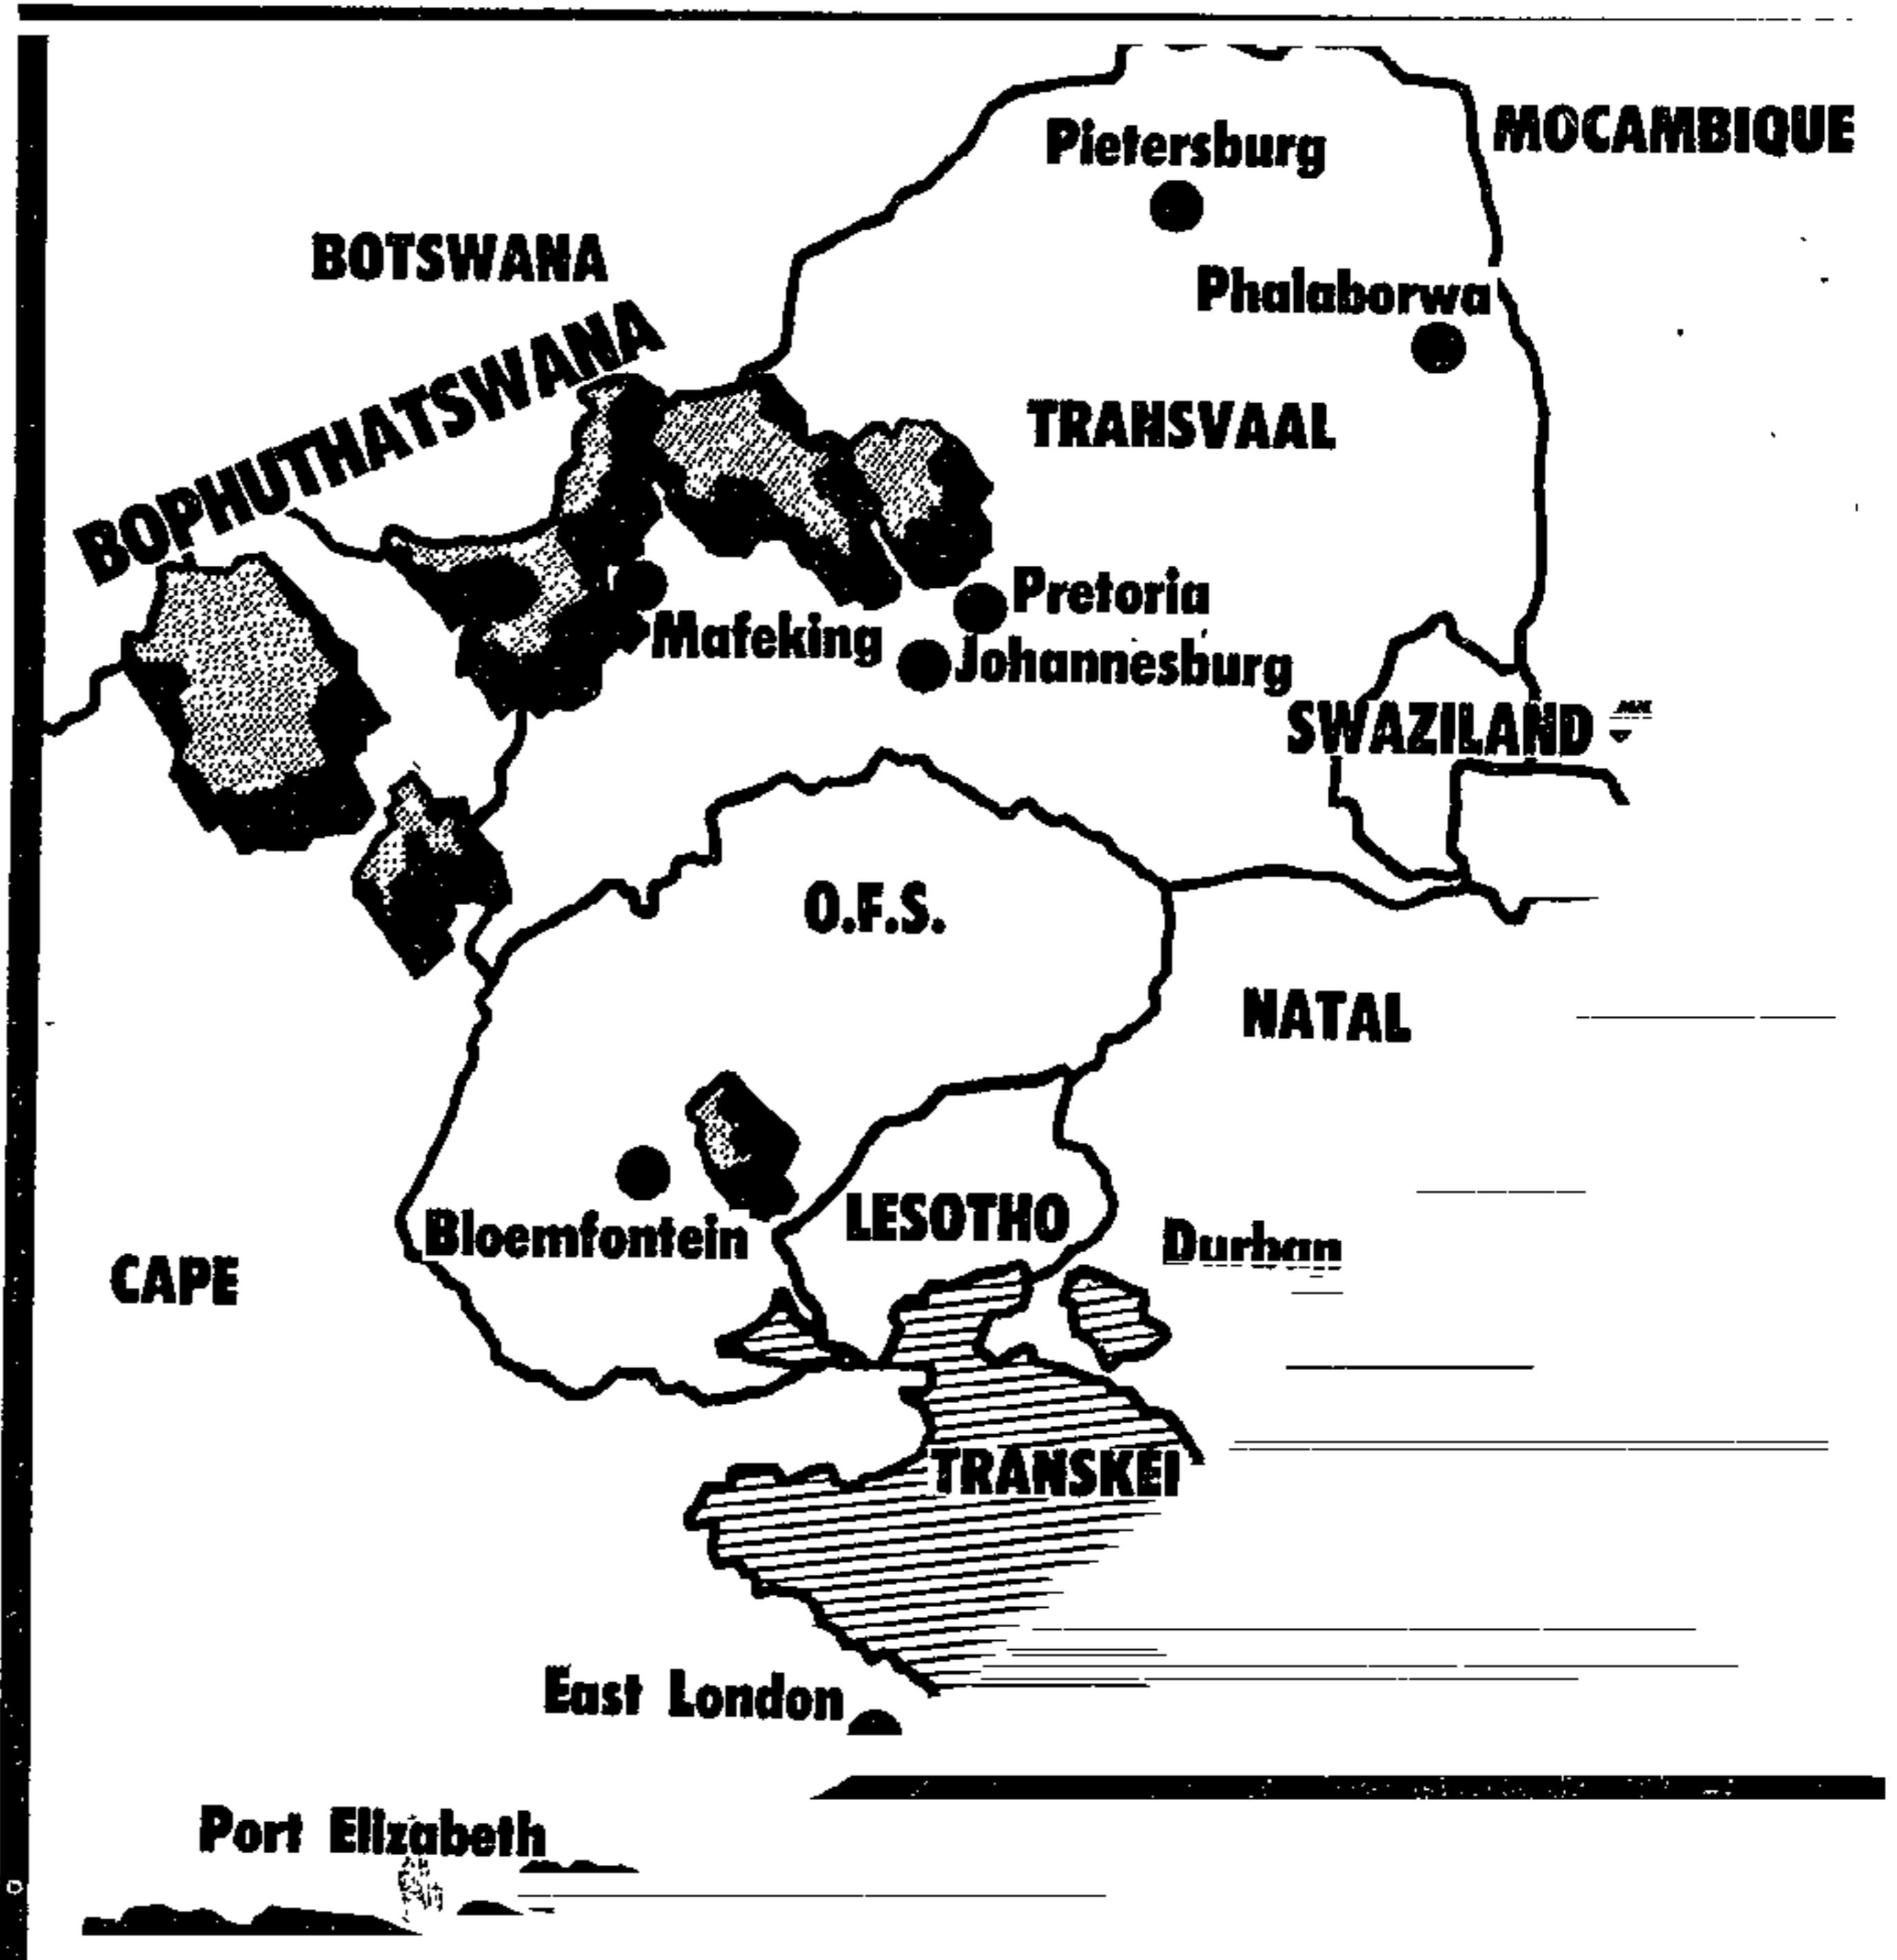 Pietersburg
MOCAMBIQUE
BOTSWANA
Phalaborwa
BOPHUTHATSWANA
TRANSVAAL
Pretoria
Mafeking
Johannesburg
SWAZILAND
O.F.S.
NATAL
LESOTHO
Bloemfontein
Durban
CAPE
TRANSKEI
East London
Port Elizabeth